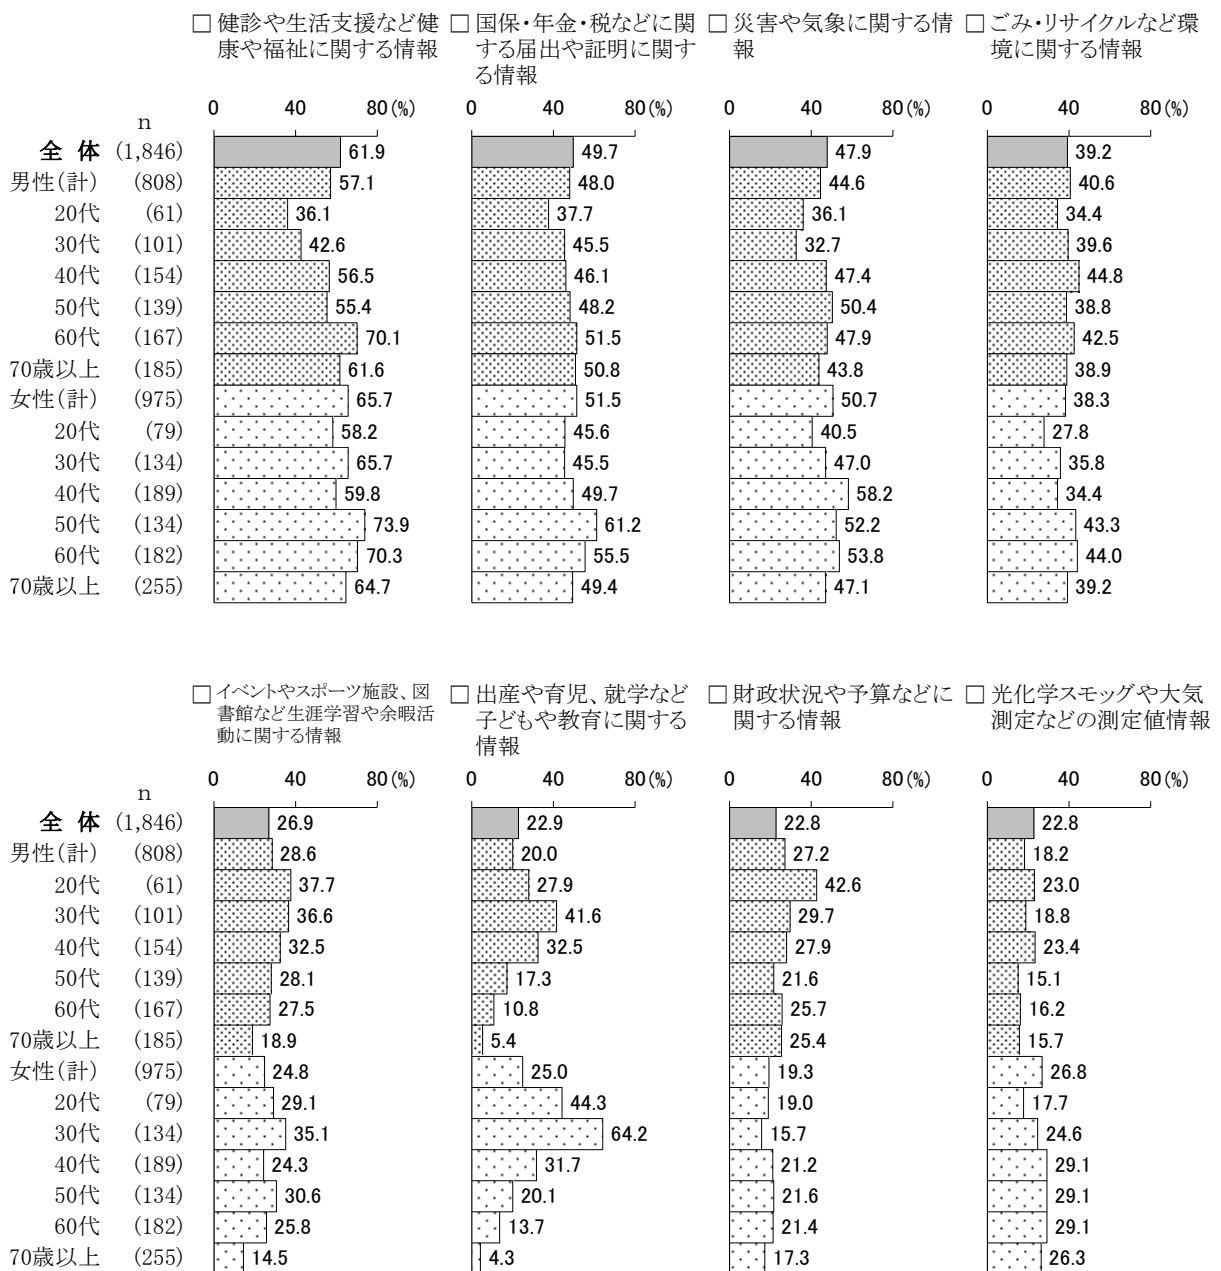 □ 健診や生活支援など健 □ 国保・年金・税などに関 □ 災害や気象に関する情 □ ごみ・リサイクルなど環
康や福祉に関する情報 する届出や証明に関す 報 境に関する情報
る情報
0 40 80(%) 0 40 80(%) 0 40 80(%) 0 40 80(%)
n
全 体 (1,846) 61.9 49.7 47.9 39.2
男性(計) (808) 57.1 48.0 44.6 40.6
20代 (61) 36.1 37.7 36.1 34.4
30代 (101) 42.6 45.5 32.7 39.6
40代 (154) 56.5 46.1 47.4 44.8
50代 (139) 55.4 48.2 50.4 38.8
60代 (167) 70.1 51.5 47.9 42.5
70歳以上 (185) 61.6 50.8 43.8 38.9
女性(計) (975) 65.7 51.5 50.7 38.3
20代 (79) 58.2 45.6 40.5 27.8
30代 (134) 65.7 45.5 47.0 35.8
40代 (189) 59.8 49.7 58.2 34.4
50代 (134) 73.9 61.2 52.2 43.3
60代 (182) 70.3 55.5 53.8 44.0
70歳以上 (255) 64.7 49.4 47.1 39.2
□ イベントやスポーツ施設、図 □ 出産や育児、就学など □ 財政状況や予算などに □ 光化学スモッグや大気
書館など生涯学習や余暇活 子どもや教育に関する 関する情報 測定などの測定値情報
動に関する情報 情報
0 40 80(%) 0 40 80(%) 0 40 80(%) 0 40 80(%)
n
全 体 (1,846) 26.9 22.9 22.8 22.8
男性(計) (808) 28.6 20.0 27.2 18.2
20代 (61) 37.7 27.9 42.6 23.0
30代 (101) 36.6 41.6 29.7 18.8
40代 (154) 32.5 32.5 27.9 23.4
50代 (139) 28.1 17.3 21.6 15.1
60代 (167) 27.5 10.8 25.7 16.2
70歳以上 (185) 18.9 5.4 25.4 15.7
女性(計) (975) 24.8 25.0 19.3 26.8
20代 (79) 29.1 44.3 19.0 17.7
30代 (134) 35.1 64.2 15.7 24.6
40代 (189) 24.3 31.7 21.2 29.1
50代 (134) 30.6 20.1 21.6 29.1
60代 (182) 25.8 13.7 21.4 29.1
70歳以上 (255) 14.5 4.3 17.3 26.3